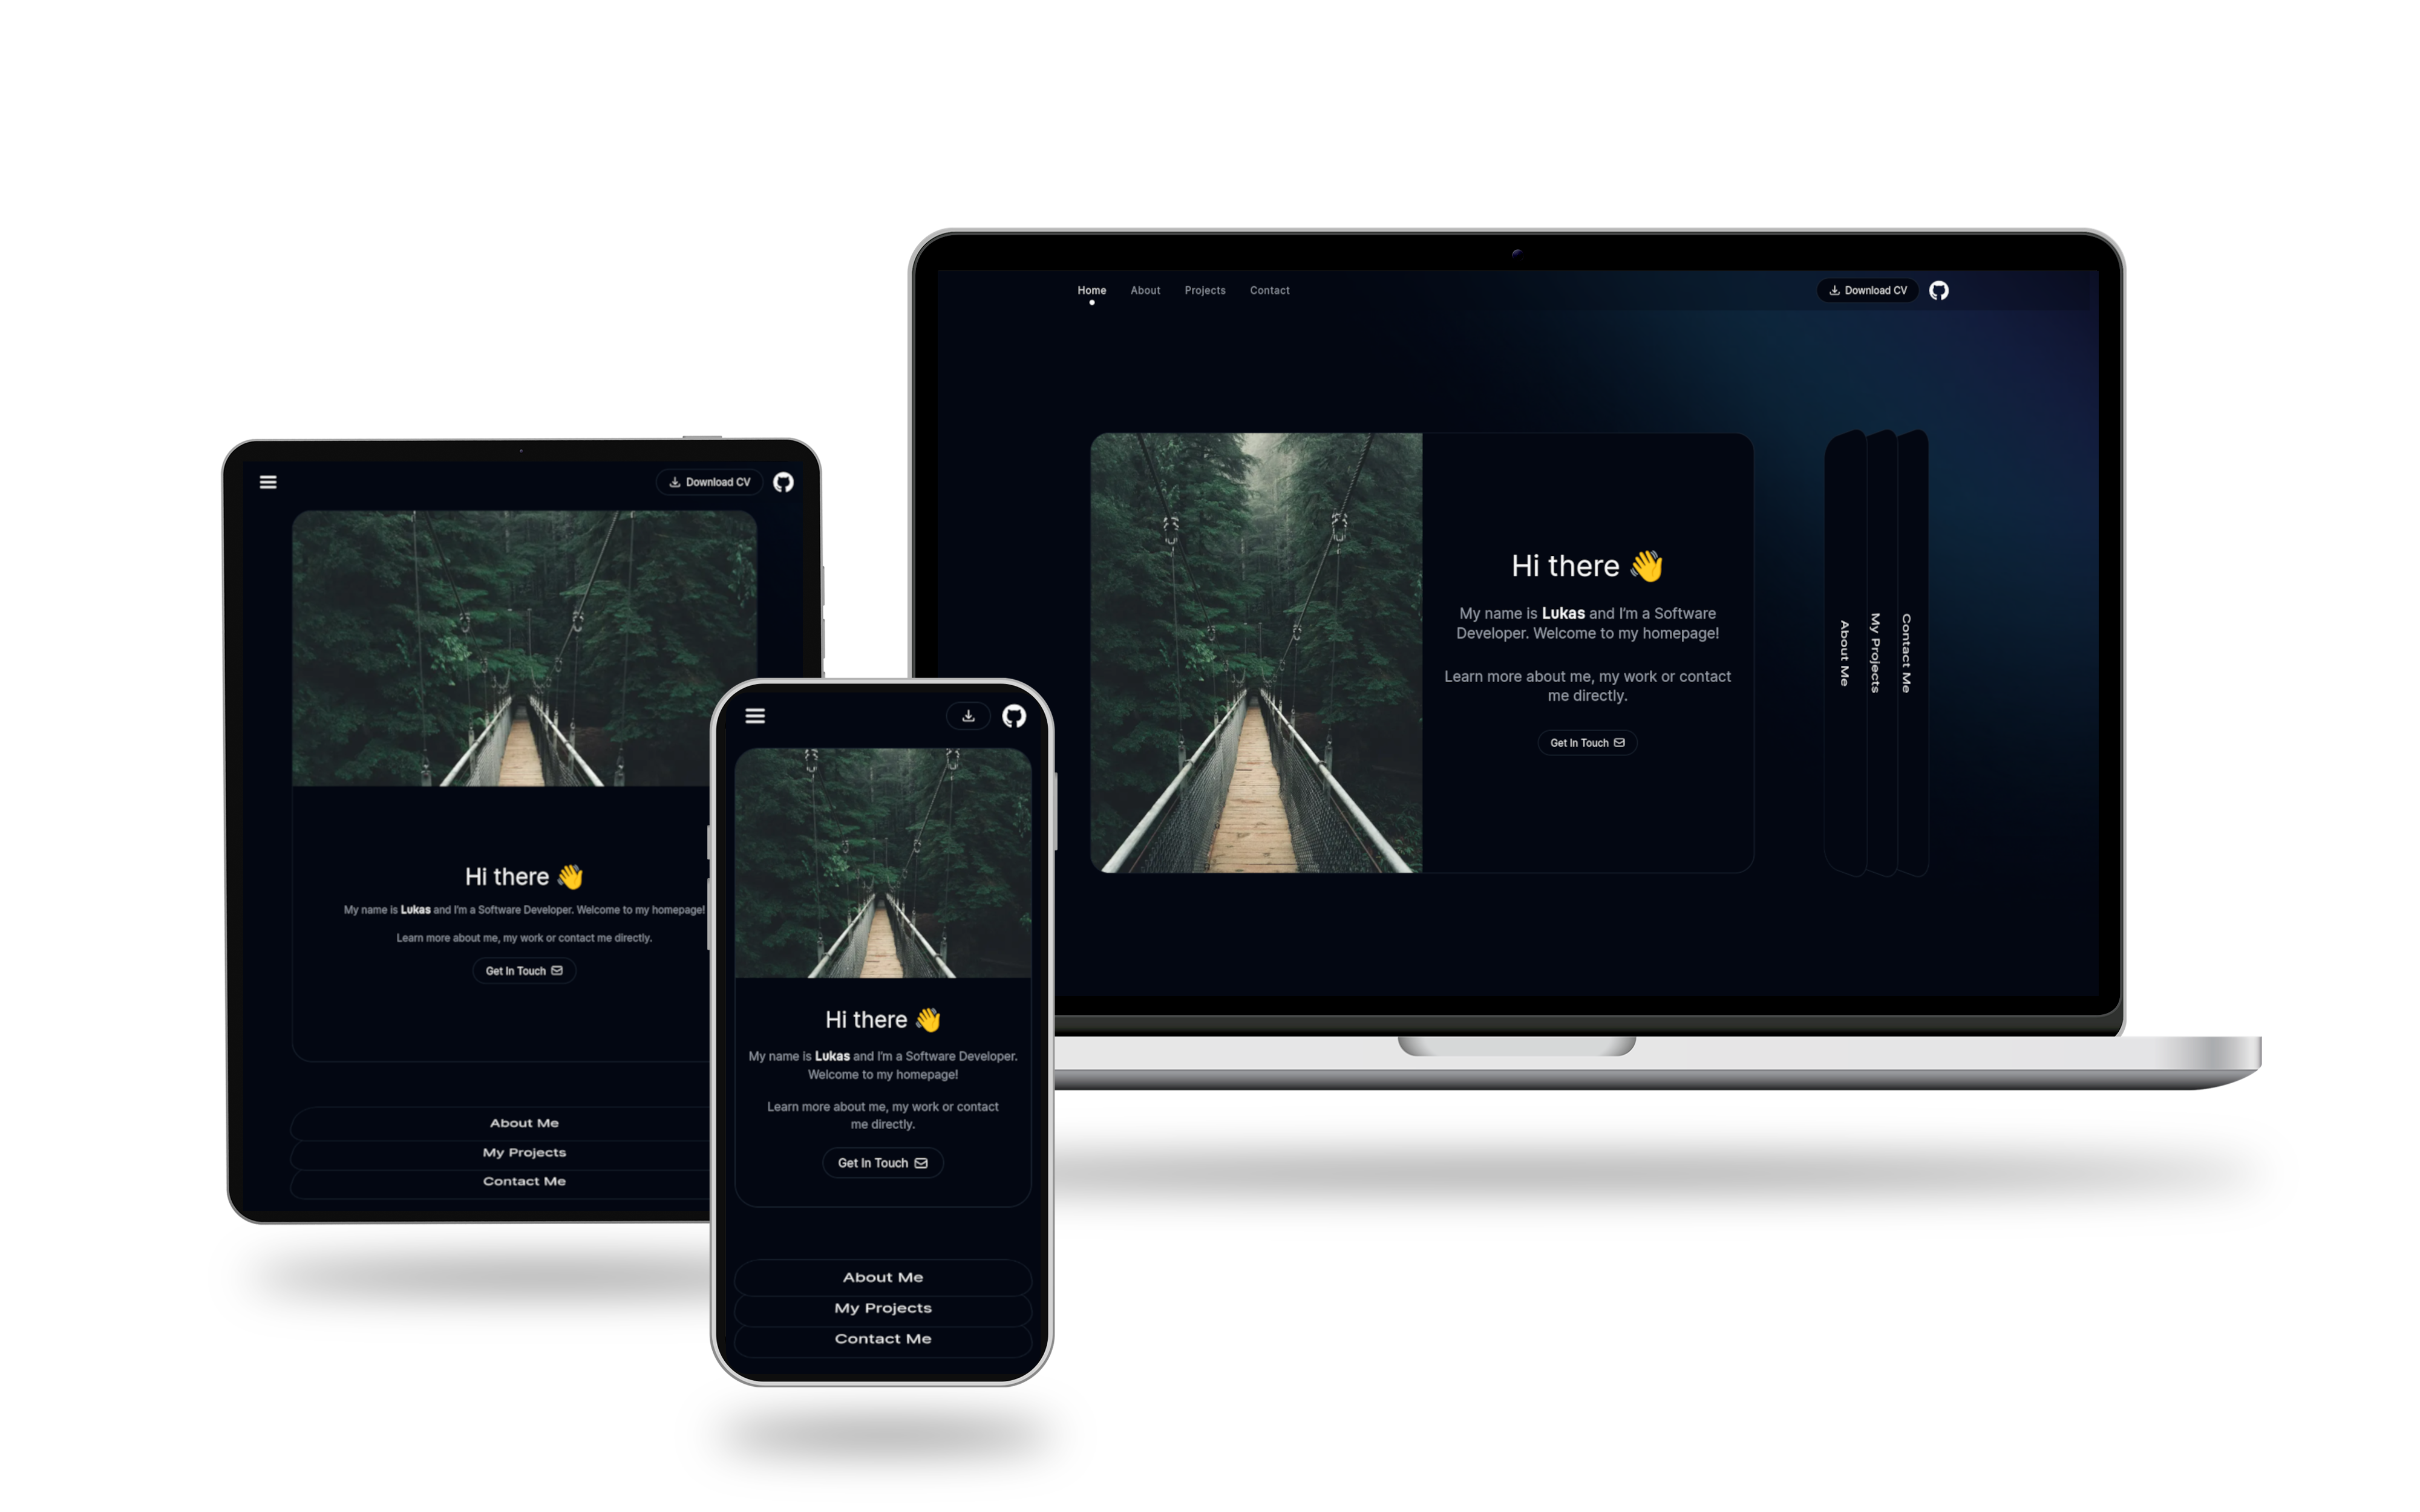 Home About Projects Contact Download CV
Hi there 👋
My name is Lukas and I'm a Software
Developer. Welcome to my homepage!
Learn more about me, my work or contact
me directly.
Get In Touch
About Me
My Projects
Contact Me
Download CV
Hi there 👋
My name is Lukas and I'm a Software Developer. Welcome to my homepage!
Learn more about me, my work or contact me directly.
Get In Touch
About Me
My Projects
Contact Me
Hi there 👋
My name is Lukas and I'm a Software Developer.
Welcome to my homepage!
Learn more about me, my work or contact
me directly.
Get In Touch
About Me
My Projects
Contact Me